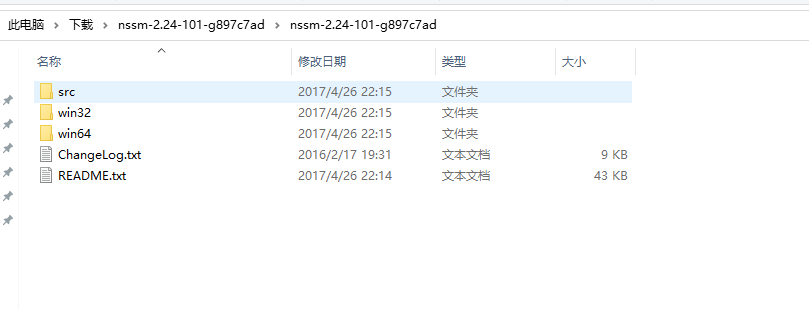 此电脑 > 下载 > nssm-2.24-101-g897c7ad > nssm-2.24-101-g897c7ad
名称 修改日期 类型 大小
src 2017/4/26 22:15 文件夹
win32 2017/4/26 22:15 文件夹
win64 2017/4/26 22:15 文件夹
ChangeLog.txt 2016/2/17 19:31 文本文档 9 KB
README.txt 2017/4/26 22:14 文本文档 43 KB